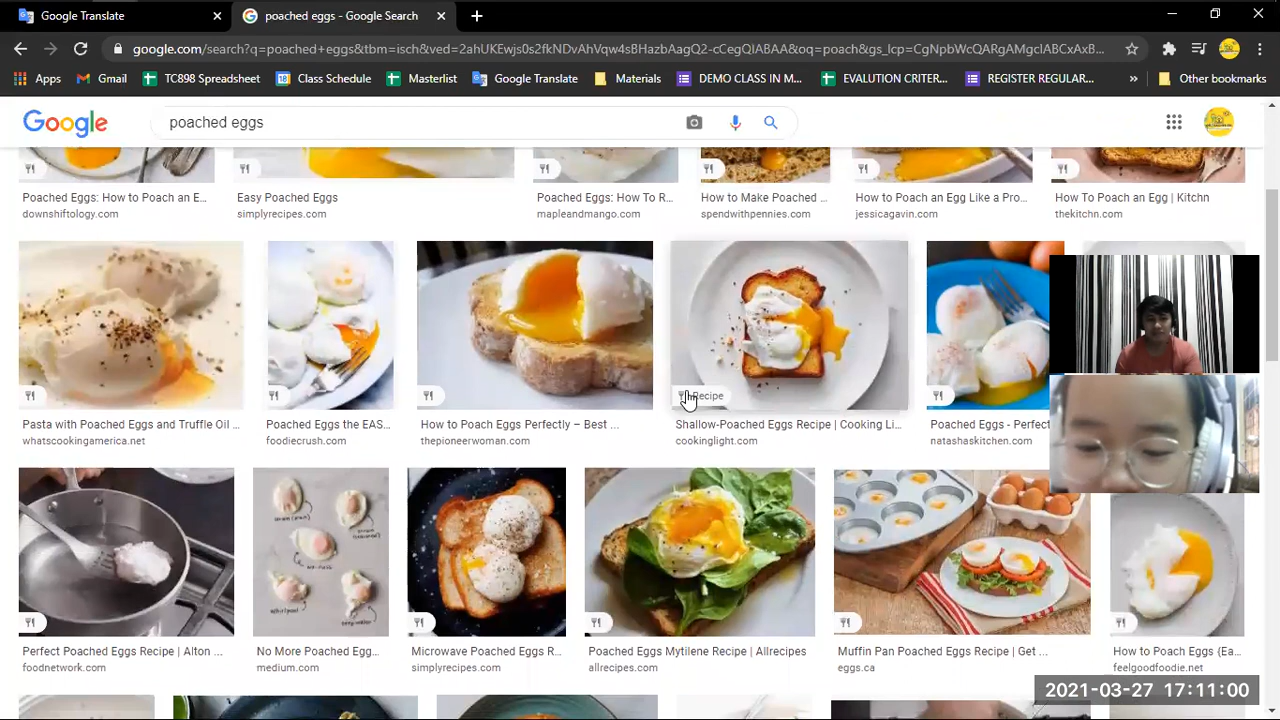 Google Translate
poached eggs - Google Search
google.com/search?q=poached+eggs&tbm=isch&ved=2ahUKEwjs0s2fkNDvAhVqw4sBHazbAagQ2-cCegQIABAA&oq=poach&gs_lcp=CgNpbWcQARgAMgcIABCxAxB...
Apps
Gmail
TC898 Spreadsheet
Class Schedule
Masterlist
Google Translate
Materials
DEMO CLASS IN M...
EVALUTION CRITER...
REGISTER REGULAR...
»
Other bookmarks
Google
poached eggs
Poached Eggs: How to Poach an E...
downshiftology.com
Easy Poached Eggs
simplyrecipes.com
Poached Eggs: How To R...
mapleandmango.com
How to Make Poached ...
spendwithpennies.com
How to Poach an Egg Like a Pro...
jessicagavin.com
How To Poach an Egg | Kitchn
thekitchn.com
Recipe
Pasta with Poached Eggs and Truffle Oil ...
whatscookingamerica.net
Poached Eggs the EAS...
foodiecrush.com
How to Poach Eggs Perfectly – Best ...
thepioneerwoman.com
Shallow-Poached Eggs Recipe | Cooking Li...
cookinglight.com
Poached Eggs - Perfect
natashaskitchen.com
Perfect Poached Eggs Recipe | Alton ...
foodnetwork.com
No More Poached Egg...
medium.com
Microwave Poached Eggs R...
simplyrecipes.com
Poached Eggs Mytilene Recipe | Allrecipes
allrecipes.com
Muffin Pan Poached Eggs Recipe | Get ...
eggs.ca
How to Poach Eggs {Ea...
feelgoodfoodie.net
2021-03-27 17:11:00